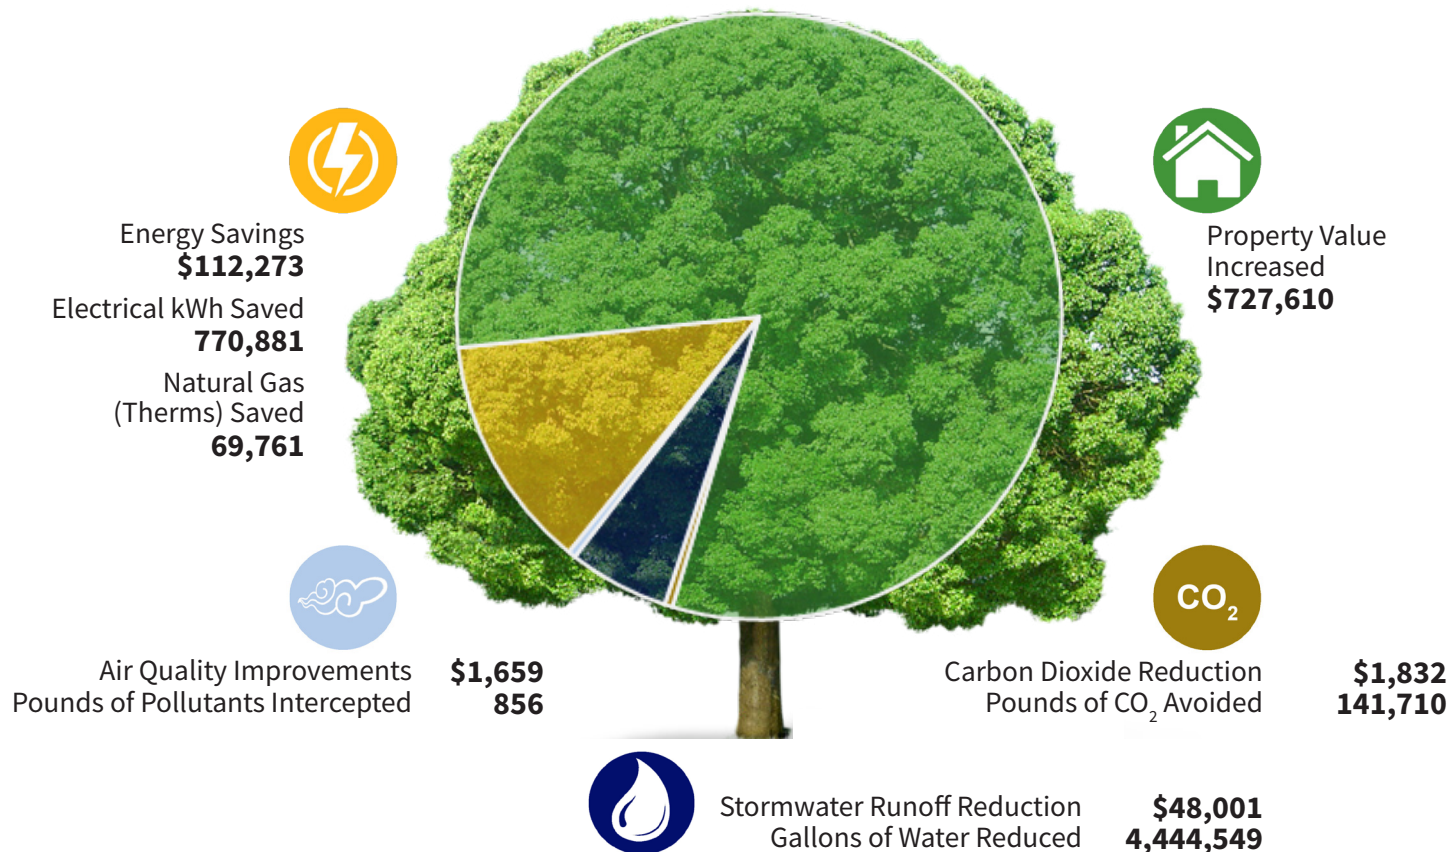 Energy Savings
$112,273
Electrical kWh Saved
770,881
Natural Gas
(Therms) Saved
69,761
Property Value
Increased
$727,610
Air Quality Improvements $1,659
Pounds of Pollutants Intercepted 856
CO₂
Carbon Dioxide Reduction $1,832
Pounds of CO₂ Avoided 141,710
Stormwater Runoff Reduction $48,001
Gallons of Water Reduced 4,444,549